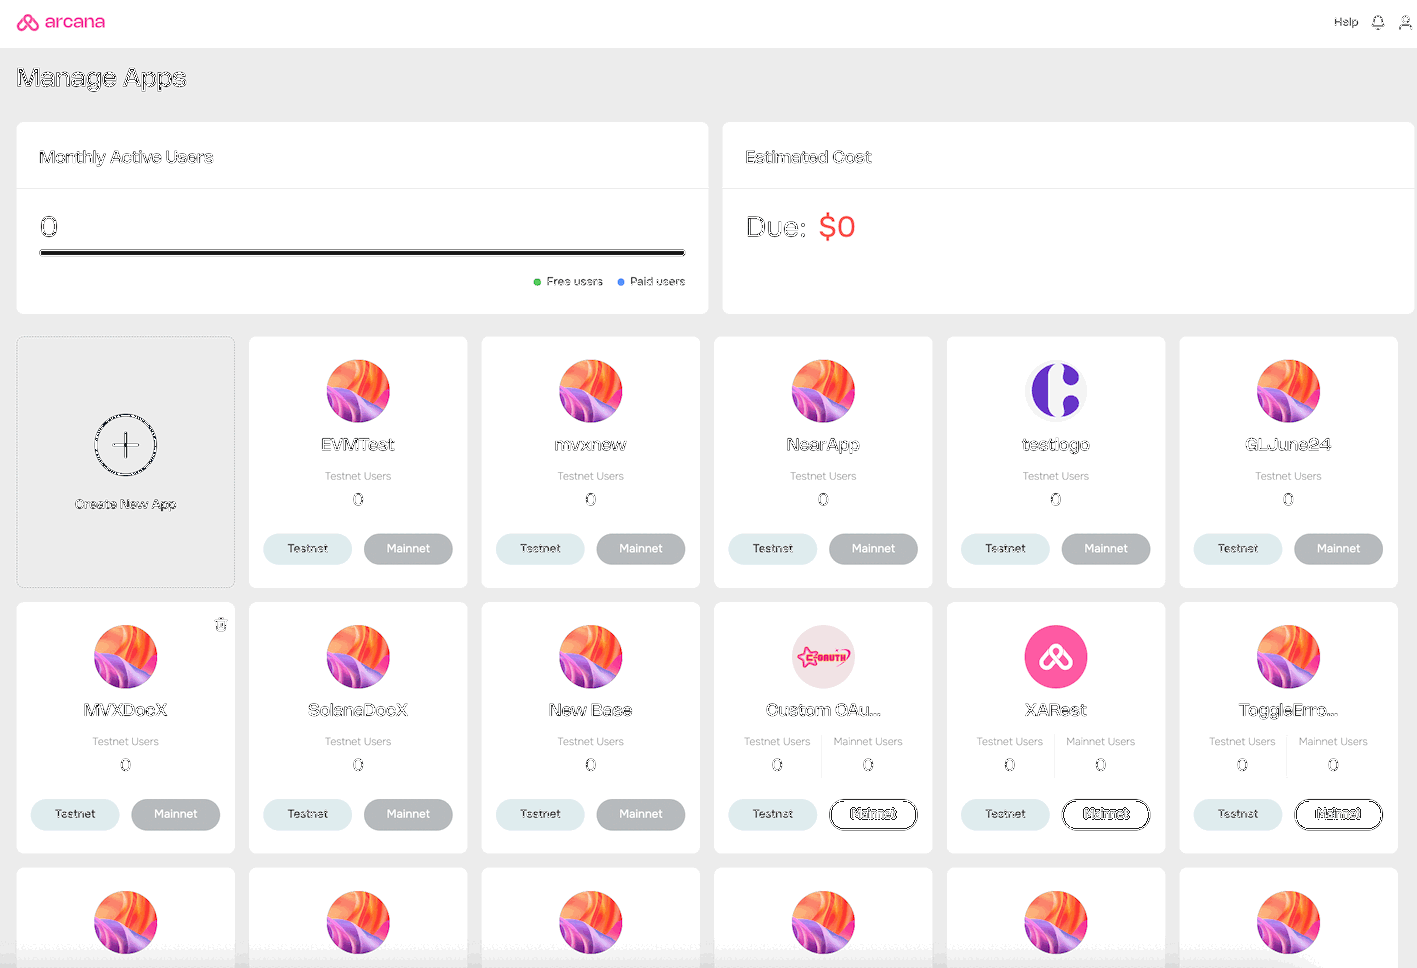 arcana
Help
Manage Apps
Monthly Active Users
0
Free users
Paid users
Estimated Cost
Due: $0
Create New App
EVMTest
Testnet Users
0
Testnet
Mainnet
mvxnew
Testnet Users
0
Testnet
Mainnet
NearApp
Testnet Users
0
Testnet
Mainnet
testlogo
Testnet Users
0
Testnet
Mainnet
GLJune24
Testnet Users
0
Testnet
Mainnet
MVXDocX
Testnet Users
0
Testnet
Mainnet
SolanaDocX
Testnet Users
0
Testnet
Mainnet
New Base
Testnet Users
0
Testnet
Mainnet
Custom OAu...
Testnet Users
0
Mainnet Users
0
Testnet
Mainnet
XARest
Testnet Users
0
Mainnet Users
0
Testnet
Mainnet
ToggleErro...
Testnet Users
0
Mainnet Users
0
Testnet
Mainnet